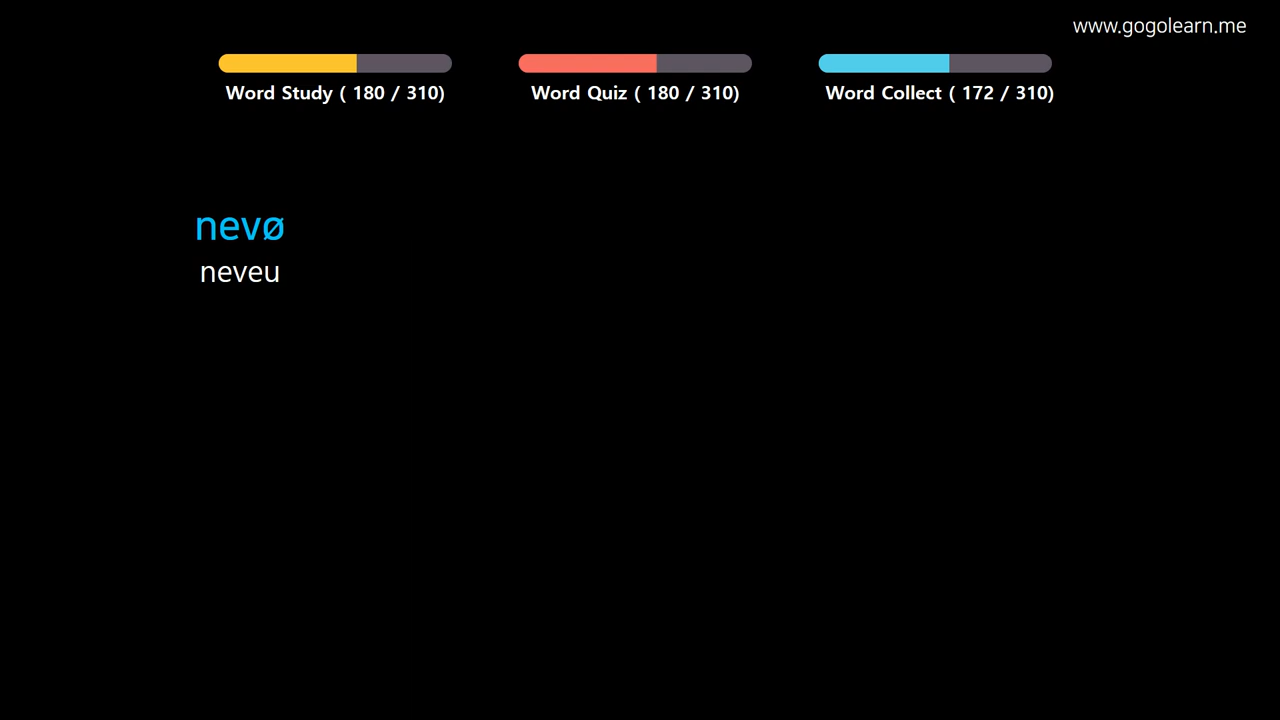 www.gogolearn.me
Word Study ( 180 / 310)
Word Quiz ( 180 / 310)
Word Collect ( 172 / 310)
nevø
neveu